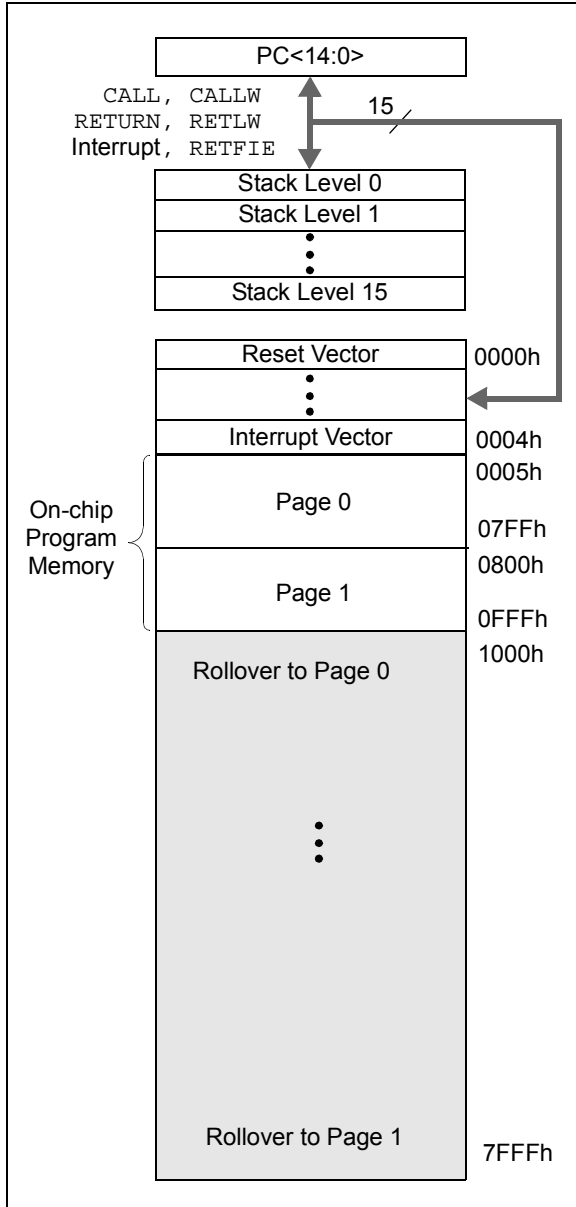 PC<14:0>
CALL, CALLW
RETURN, RETLW
Interrupt, RETFIE
15
Stack Level 0
Stack Level 1
Stack Level 15
Reset Vector
0000h
Interrupt Vector
0004h
On-chip
Program
Memory
0005h
Page 0
07FFh
0800h
Page 1
0FFFh
1000h
Rollover to Page 0
Rollover to Page 1
7FFFh